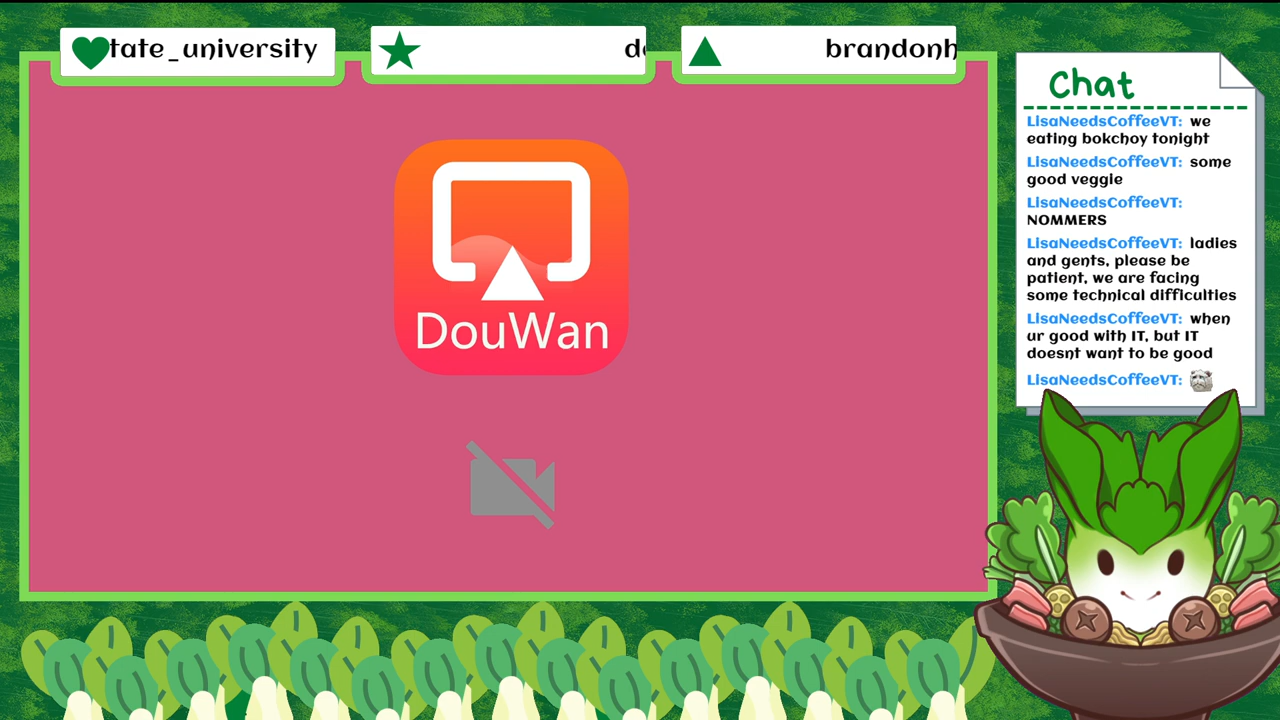 tate_university
brandonh
Chat
LisaNeedsCoffeeVT: we
eating bokchoy tonight
LisaNeedsCoffeeVT: some
good veggie
LisaNeedsCoffeeVT:
NOMMERS
LisaNeedsCoffeeVT: ladies
and gents, please be
patient, we are facing
some technical difficulties
LisaNeedsCoffeeVT: when
ur good with IT, but IT
doesnt want to be good
LisaNeedsCoffeeVT:
DouWan